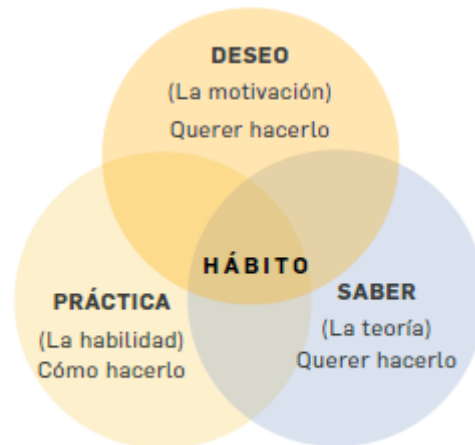 DESEO
(La motivación)
Querer hacerlo
HÁBITO
PRÁCTICA
(La habilidad)
Cómo hacerlo
SABER
(La teoría)
Querer hacerlo